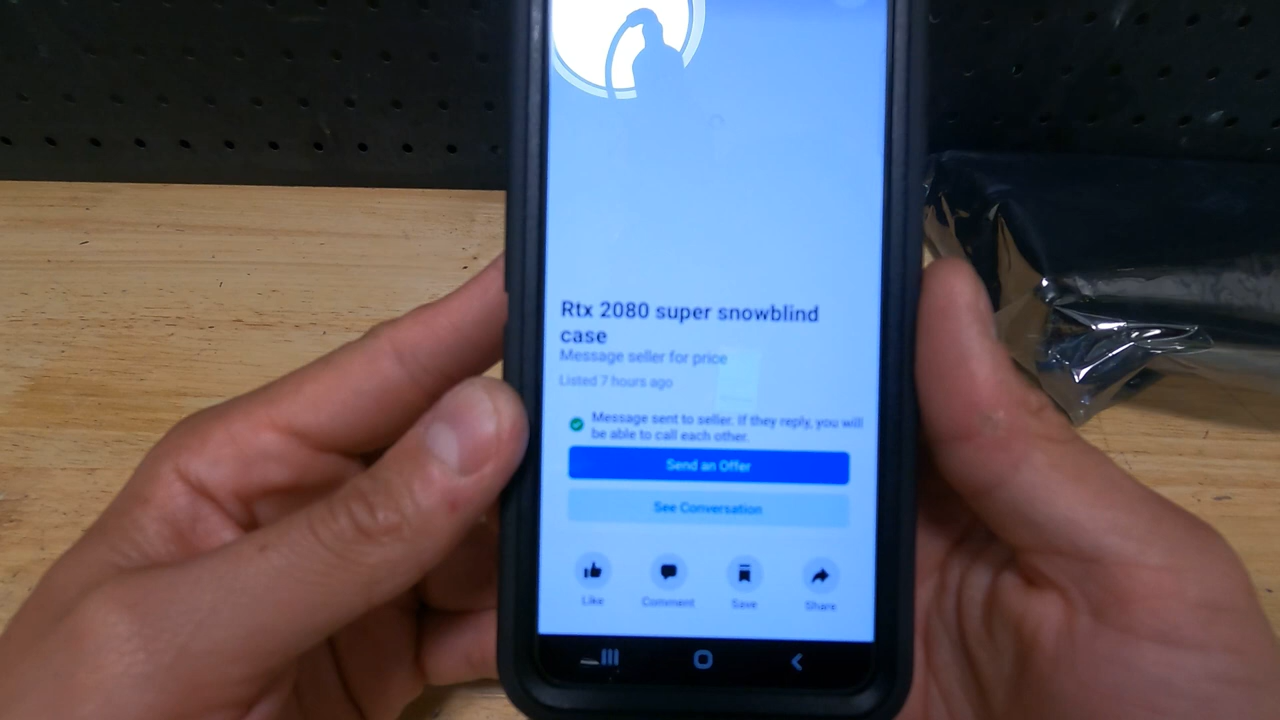 Rtx 2080 super snowblind
case
Message seller for price
Listed 7 hours ago
Message sent to seller. If they reply, you will
be able to call each other.
Send an Offer
See Conversation
Like
Comment
Save
Share